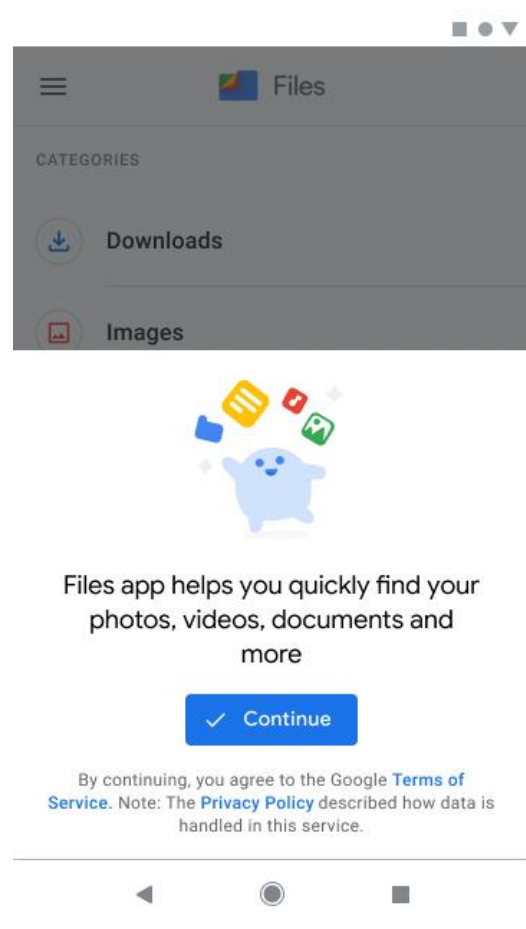 Files
CATEGORIES
Downloads
Images
Files app helps you quickly find your
photos, videos, documents and
more
Continue
By continuing, you agree to the Google Terms of
Service. Note: The Privacy Policy described how data is
handled in this service.